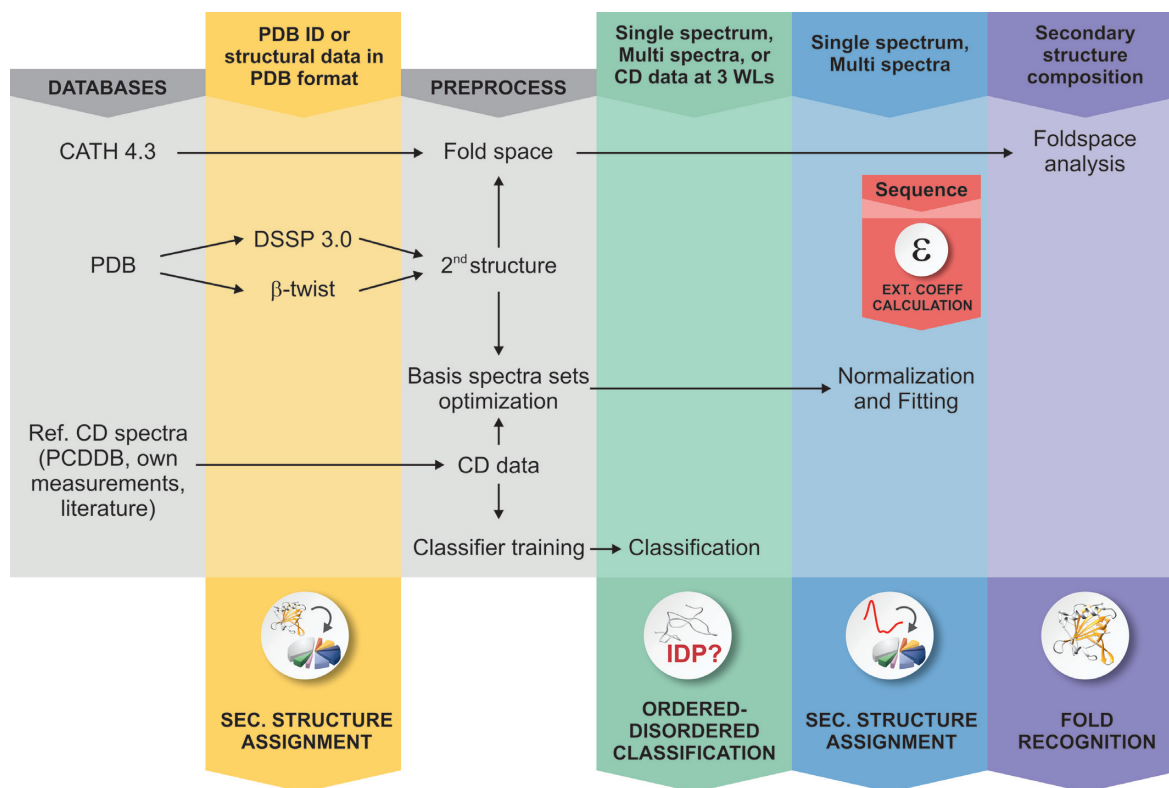 PDB ID or
structural data in
PDB format
Single spectrum,
Multi spectra, or
CD data at 3 WLs
Single spectrum,
Multi spectra
Secondary
structure
composition
DATABASES
PREPROCESS
CATH 4.3
Fold space
Foldspace
analysis
Sequence
ε
EXT. COEFF
CALCULATION
PDB
DSSP 3.0
β-twist
2nd structure
Basis spectra sets
optimization
Normalization
and Fitting
Ref. CD spectra
(PCDDB, own
measurements,
literature)
CD data
Classifier training
Classification
IDP?
SEC. STRUCTURE
ASSIGNMENT
ORDERED-
DISORDERED
CLASSIFICATION
SEC. STRUCTURE
ASSIGNMENT
FOLD
RECOGNITION